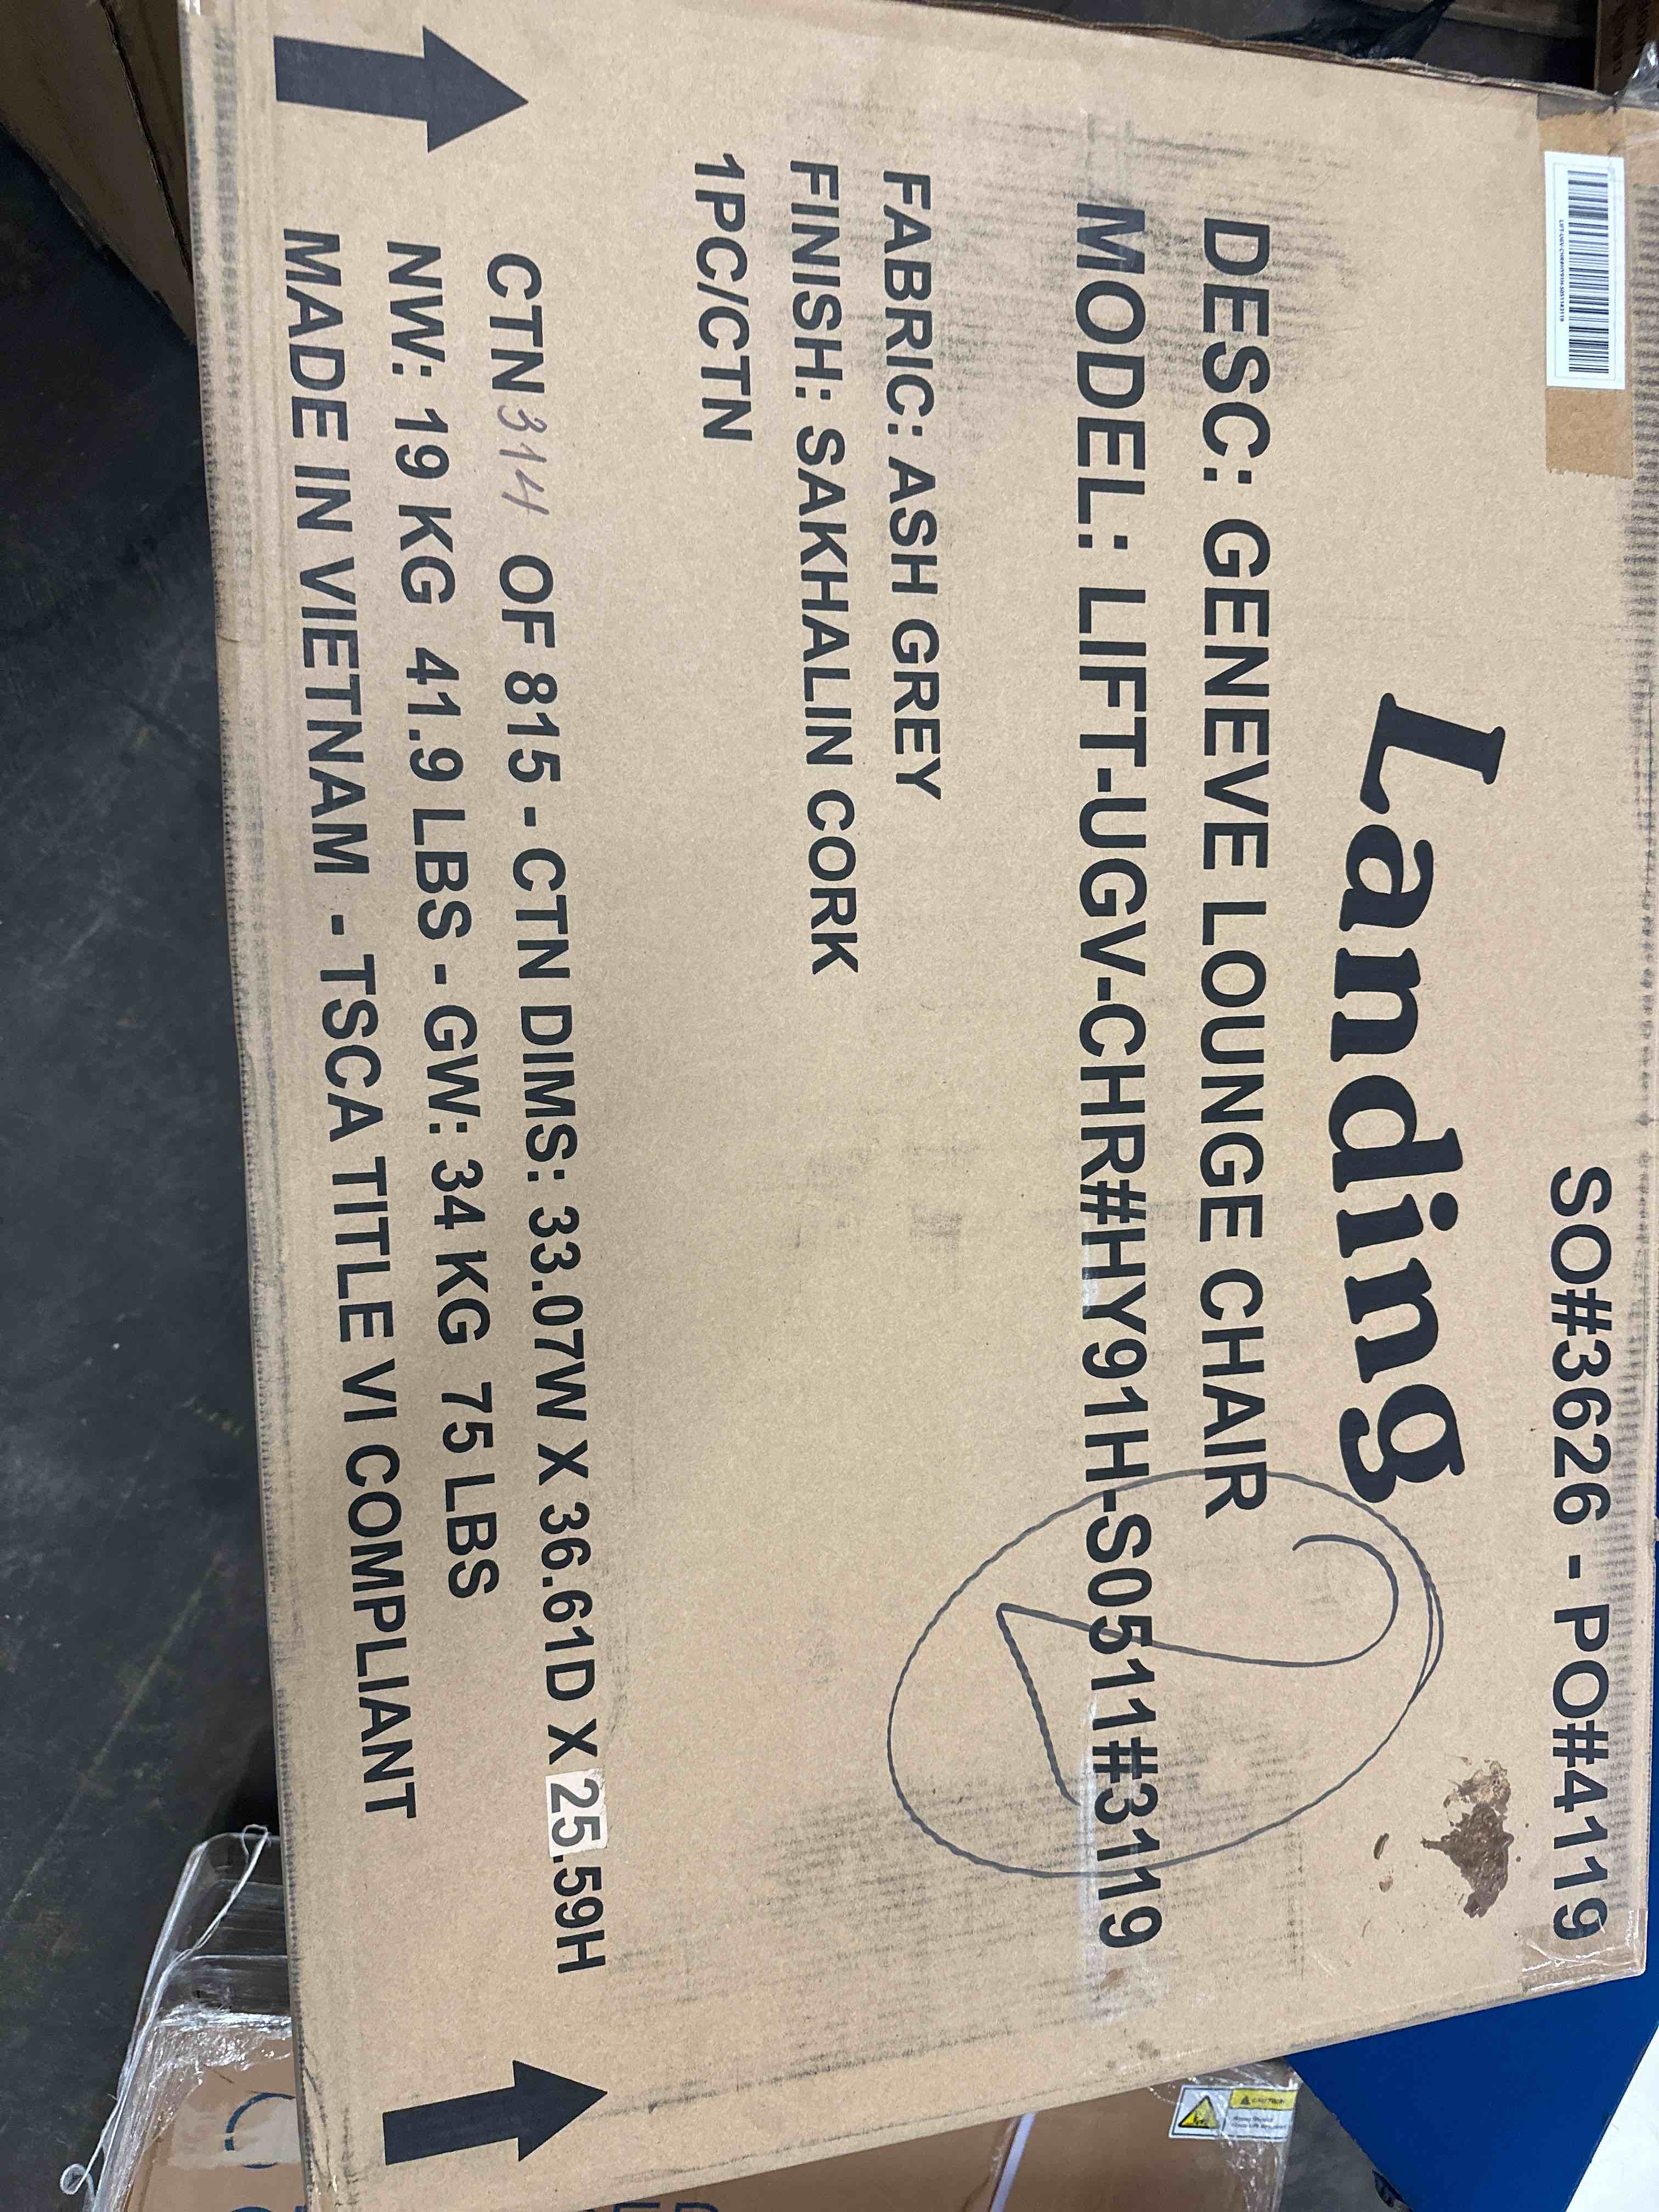 SO#3626 - PO#4119
Landing
DESC: GENEVE LOUNGE CHAIR
MODEL: LIFT-UGV-CHR#HY91H-S0511#3119
2
FABRIC: ASH GREY
FINISH: SAKHALIN CORK
1PC/CTN
CTN 314 OF 815 - CTN DIMS: 33.07W X 36.61D X 25.59H
NW: 19 KG 41.9 LBS - GW: 34 KG 75 LBS
MADE IN VIETNAM - TSCA TITLE VI COMPLIANT
CAUTION